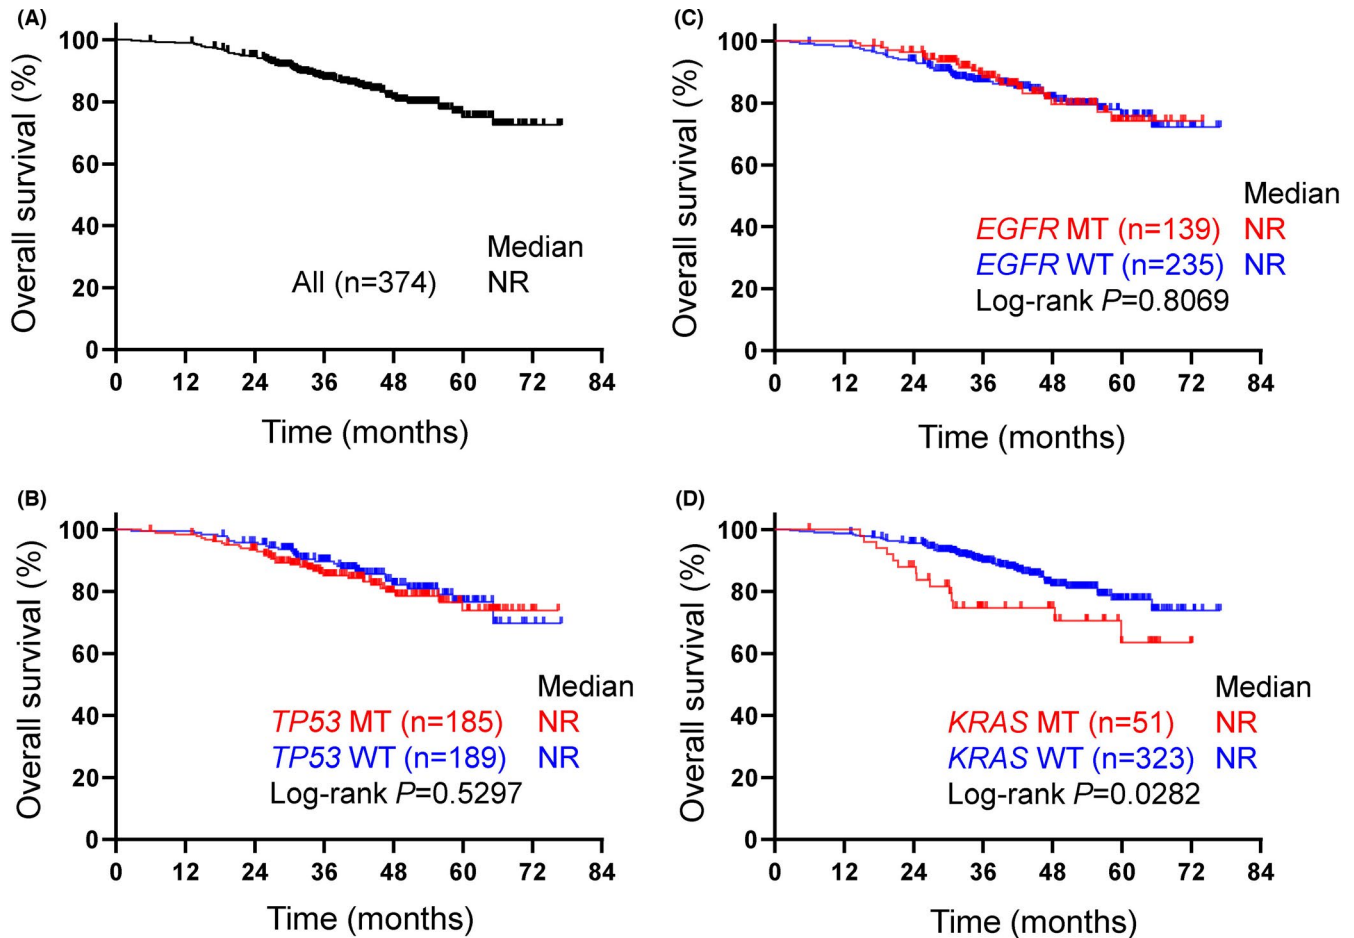 (A)
Overall survival (%)
100
80
60
40
20
0
Median
All (n=374) NR
0 12 24 36 48 60 72 84
Time (months)
(C)
Overall survival (%)
100
80
60
40
20
0
Median
EGFR MT (n=139) NR
EGFR WT (n=235) NR
Log-rank P=0.8069
0 12 24 36 48 60 72 84
Time (months)
(B)
Overall survival (%)
100
80
60
40
20
0
Median
TP53 MT (n=185) NR
TP53 WT (n=189) NR
Log-rank P=0.5297
0 12 24 36 48 60 72 84
Time (months)
(D)
Overall survival (%)
100
80
60
40
20
0
Median
KRAS MT (n=51) NR
KRAS WT (n=323) NR
Log-rank P=0.0282
0 12 24 36 48 60 72 84
Time (months)